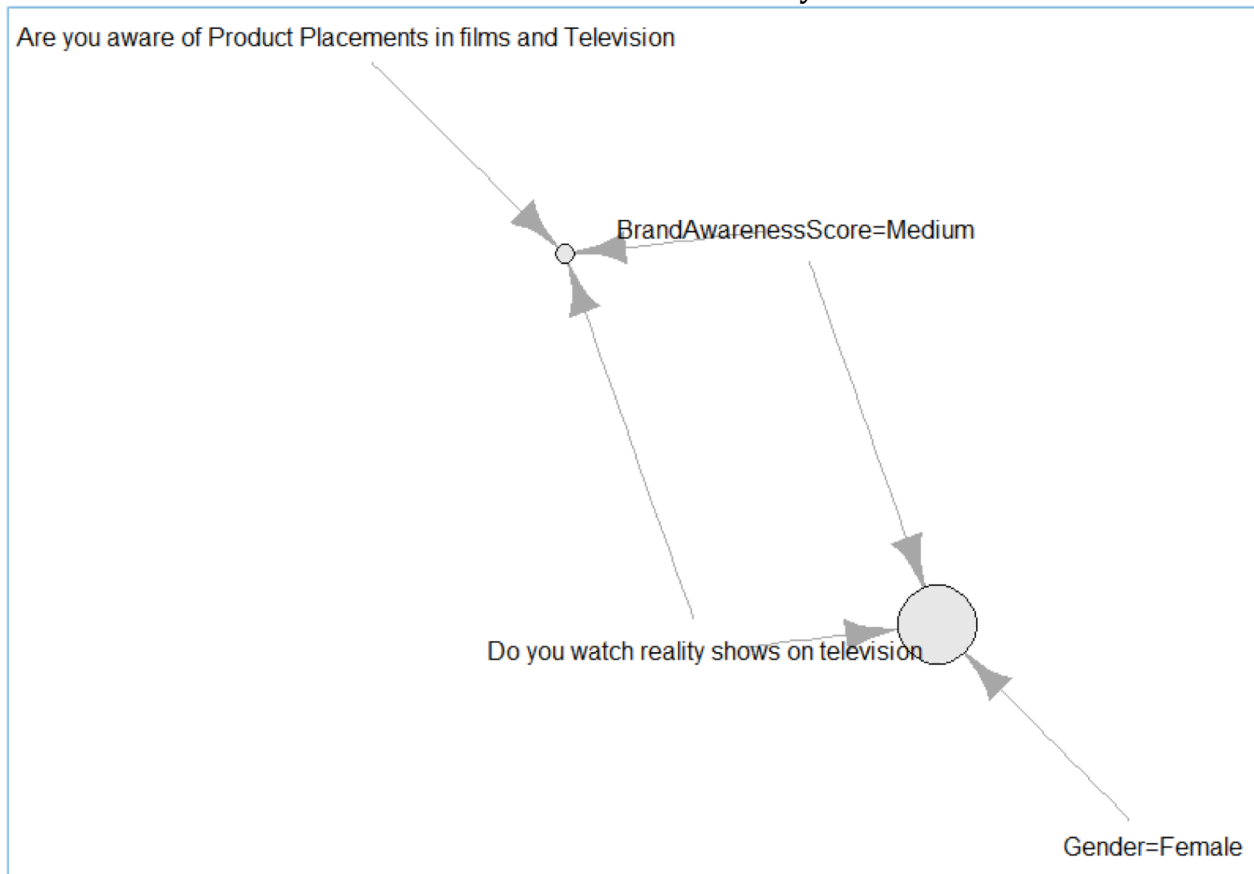 Are you aware of Product Placements in films and Television
BrandAwarenessScore=Medium
Do you watch reality shows on television
Gender=Female